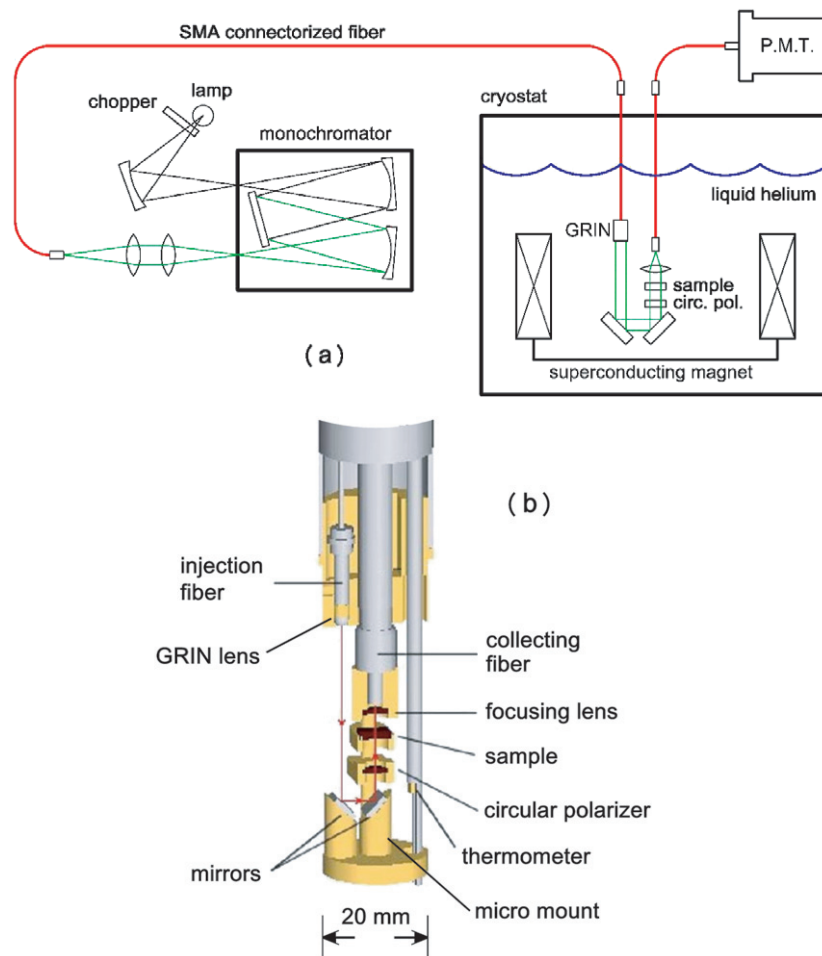 SMA connectorized fiber
P.M.T.
lamp
chopper
cryostat
monochromator
liquid helium
GRIN
sample
circ. pol.
(a)
superconducting magnet
(b)
injection
fiber
GRIN lens
collecting
fiber
focusing lens
sample
circular polarizer
thermometer
mirrors
micro mount
20 mm